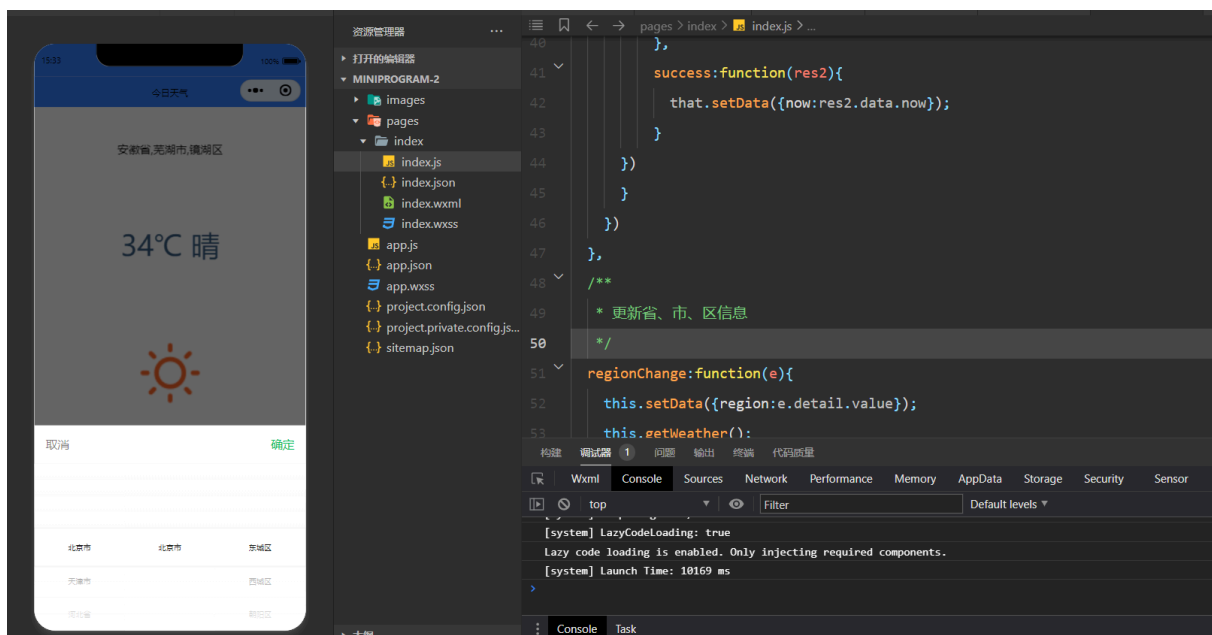 15:33
100%
今日天气
安徽省,芜湖市,镜湖区
34℃ 晴
取消
确定
北京市 北京市 东城区
天津市 西城区
河北省 朝阳区
资源管理器
打开的编辑器
MINIPROGRAM-2
images
pages
index
index.js
index.json
index.wxml
index.wxss
app.js
app.json
app.wxss
project.config.json
project.private.config.js...
sitemap.json
pages > index > index.js > ...
40 },
41 success:function(res2){
42 that.setData({now:res2.data.now});
43 }
44 })
45 }
46 })
47 },
48 /**
49 * 更新省、市、区信息
50 */
51 regionChange:function(e){
52 this.setData({region:e.detail.value});
53 this.getWeather();
构建 调试器 1 问题 输出 终端 代码质量
Wxml Console Sources Network Performance Memory AppData Storage Security Sensor
top Filter Default levels
[system] LazyCodeLoading: true
Lazy code loading is enabled. Only injecting required components.
[system] Launch Time: 10169 ms
>
Console Task